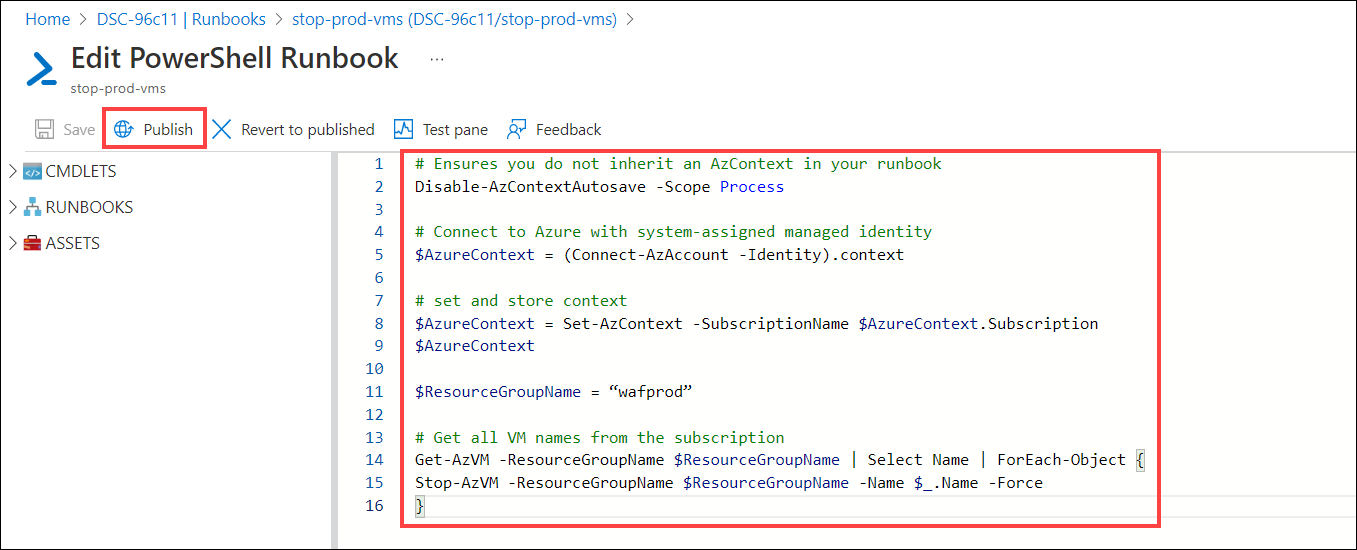 Home > DSC-96c11 | Runbooks > stop-prod-vms (DSC-96c11/stop-prod-vms) >
Edit PowerShell Runbook ...
stop-prod-vms
Save Publish Revert to published Test pane Feedback
CMDLETS
RUNBOOKS
ASSETS
1 # Ensures you do not inherit an AzContext in your runbook
2 Disable-AzContextAutosave -Scope Process
3
4 # Connect to Azure with system-assigned managed identity
5 $AzureContext = (Connect-AzAccount -Identity).context
6
7 # set and store context
8 $AzureContext = Set-AzContext -SubscriptionName $AzureContext.Subscription
9 $AzureContext
10
11 $ResourceGroupName = “wafprod”
12
13 # Get all VM names from the subscription
14 Get-AzVM -ResourceGroupName $ResourceGroupName | Select Name | ForEach-Object {
15 Stop-AzVM -ResourceGroupName $ResourceGroupName -Name $_.Name -Force
16 }